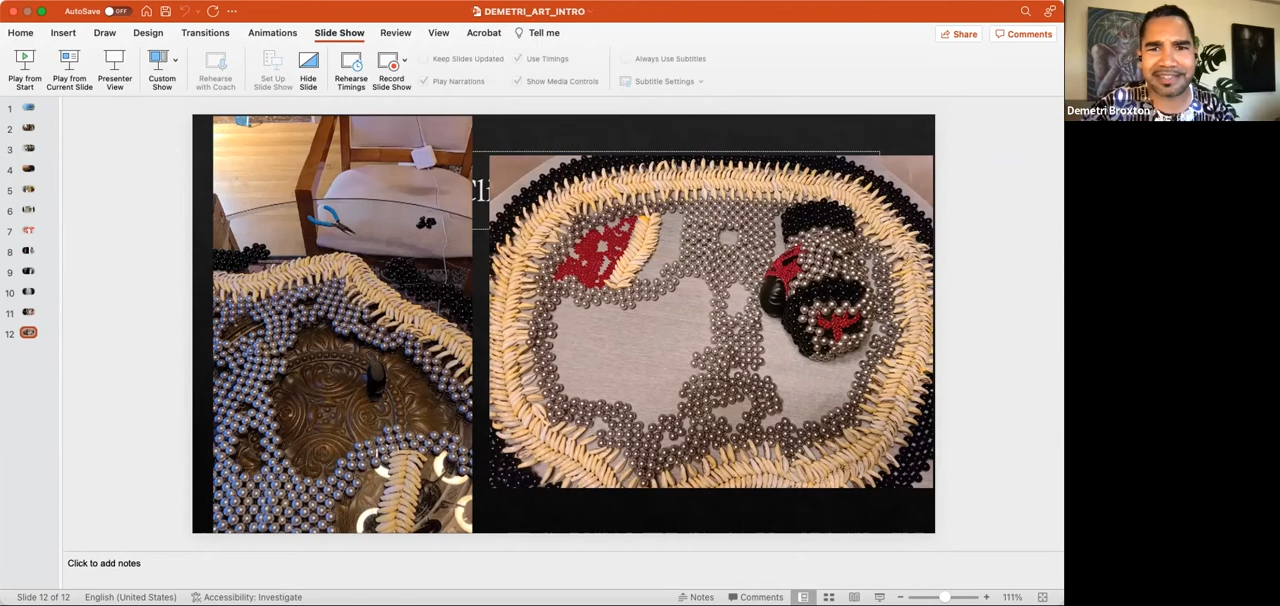 AutoSave OFF
DEMETRI_ART_INTRO
Home Insert Draw Design Transitions Animations Slide Show Review View Acrobat Tell me
Share Comments
Play from Start
Play from Current Slide
Presenter View
Custom Show
Rehearse with Coach
Set Up Slide Show
Hide Slide
Rehearse Timings
Record Slide Show
Keep Slides Updated
Play Narrations
Use Timings
Show Media Controls
Always Use Subtitles
Subtitle Settings
Demetri Broxton
1
2
3
4
5
6
7
8
9
10
11
12
Cli
Click to add notes
Slide 12 of 12 English (United States) Accessibility: Investigate Notes Comments 111%